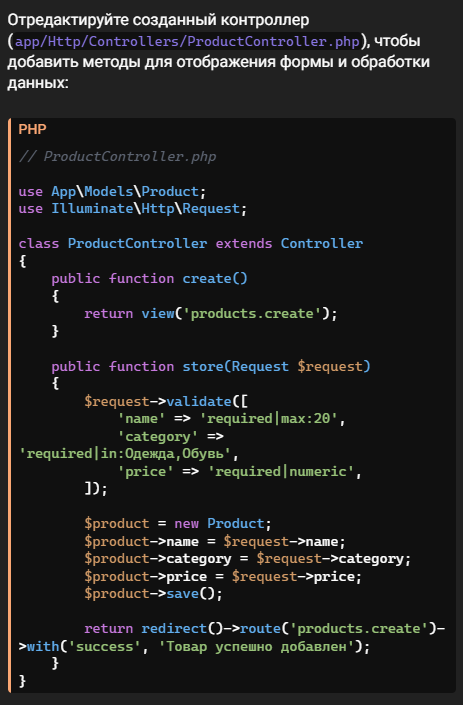 Отредактируйте созданный контроллер
(app/Http/Controllers/ProductController.php), чтобы
добавить методы для отображения формы и обработки
данных:
PHP
// ProductController.php
use App\Models\Product;
use Illuminate\Http\Request;
class ProductController extends Controller
{
    public function create()
    {
        return view('products.create');
    }
    public function store(Request $request)
    {
        $request->validate([
            'name' => 'required|max:20',
            'category' =>
'required|in:Одежда,Обувь',
            'price' => 'required|numeric',
        ]);
        $product = new Product;
        $product->name = $request->name;
        $product->category = $request->category;
        $product->price = $request->price;
        $product->save();
        return redirect()->route('products.create')-
>with('success', 'Товар успешно добавлен');
    }
}